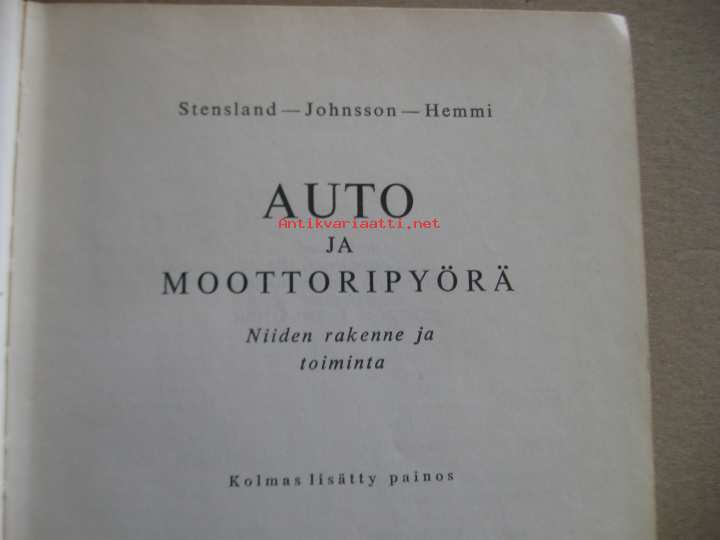 Stensland — Johnsson — Hemmi
AUTO
Antikvariaatti.net
JA
MOOTTORIPYÖRÄ
Niiden rakenne ja
toiminta
Kolmas lisätty painos